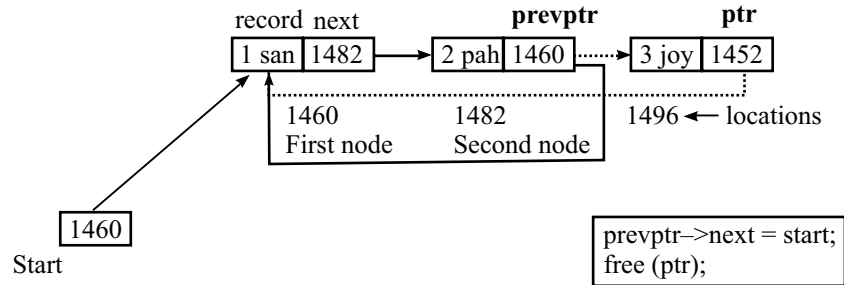 record next prevptr ptr
1 san 1482 2 pah 1460 3 joy 1452
1460 1482 1496 locations
First node Second node
1460
Start
prevptr–>next = start;
free (ptr);